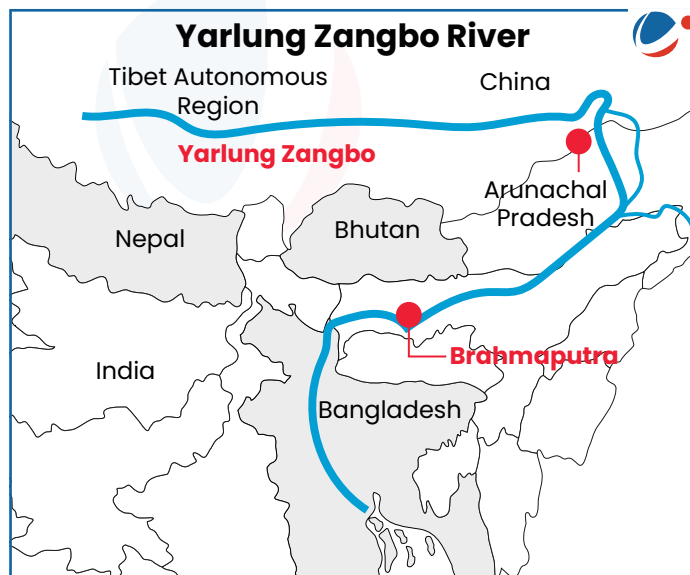 Yarlung Zangbo River
Tibet Autonomous
Region
China
Yarlung Zangbo
Arunachal
Pradesh
Nepal
Bhutan
India
Brahmaputra
Bangladesh